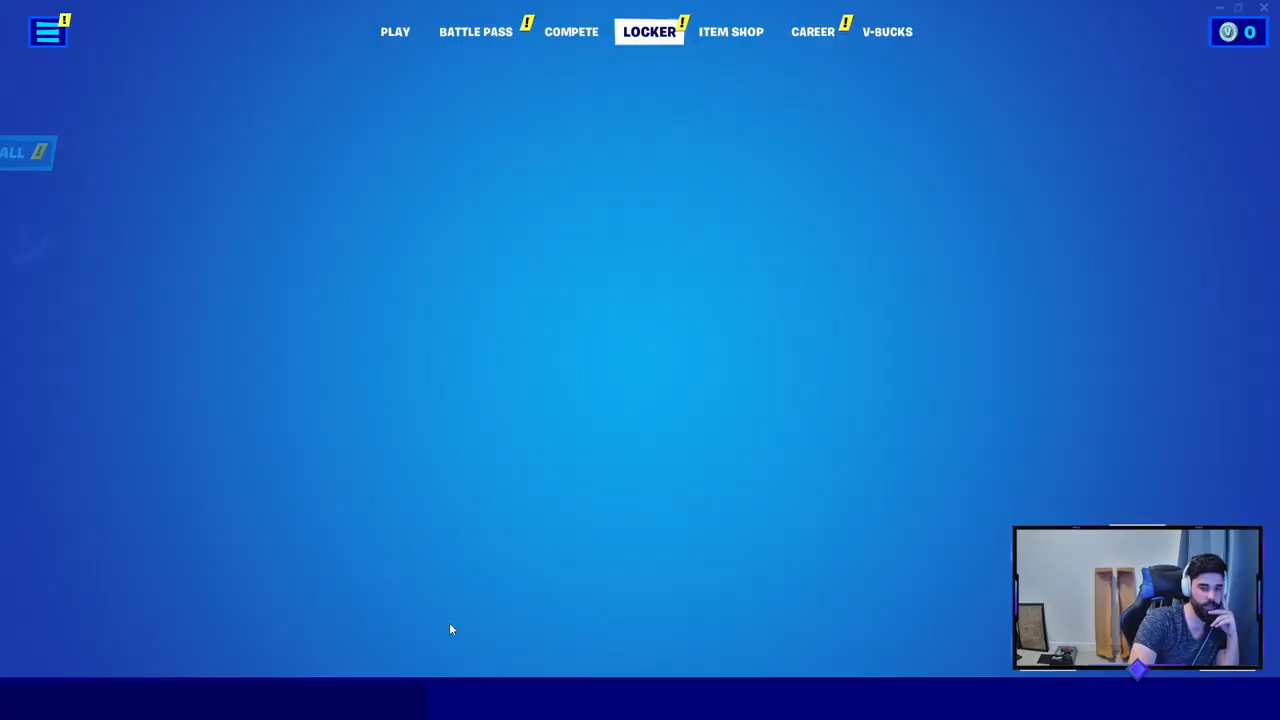 PLAY BATTLE PASS ! COMPETE LOCKER ! ITEM SHOP CAREER ! V-BUCKS
! V 0
ALL !